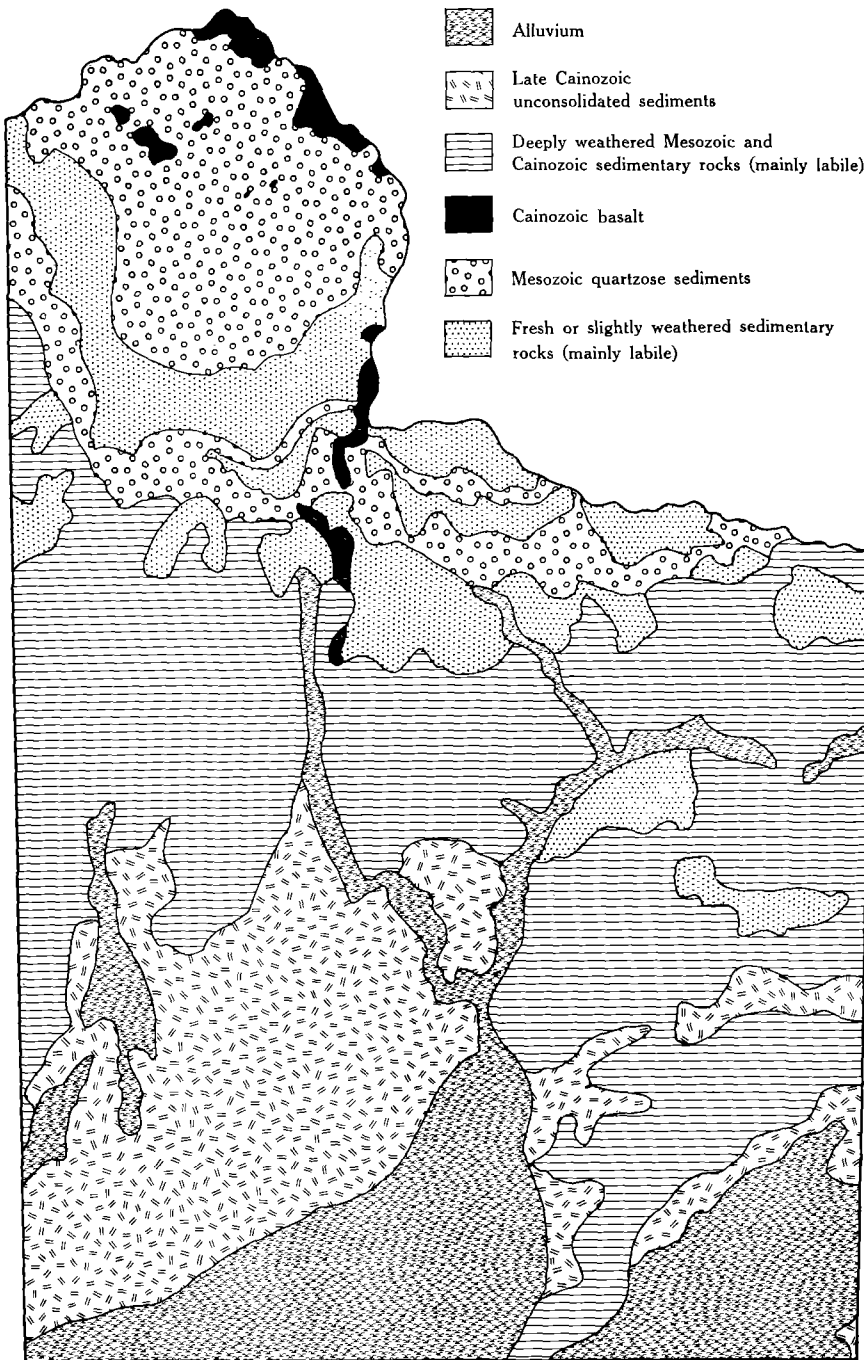 Alluvium
Late Cainozoic
unconsolidated sediments
Deeply weathered Mesozoic and
Cainozoic sedimentary rocks (mainly labile)
Cainozoic basalt
Mesozoic quartzose sediments
Fresh or slightly weathered sedimentary
rocks (mainly labile)